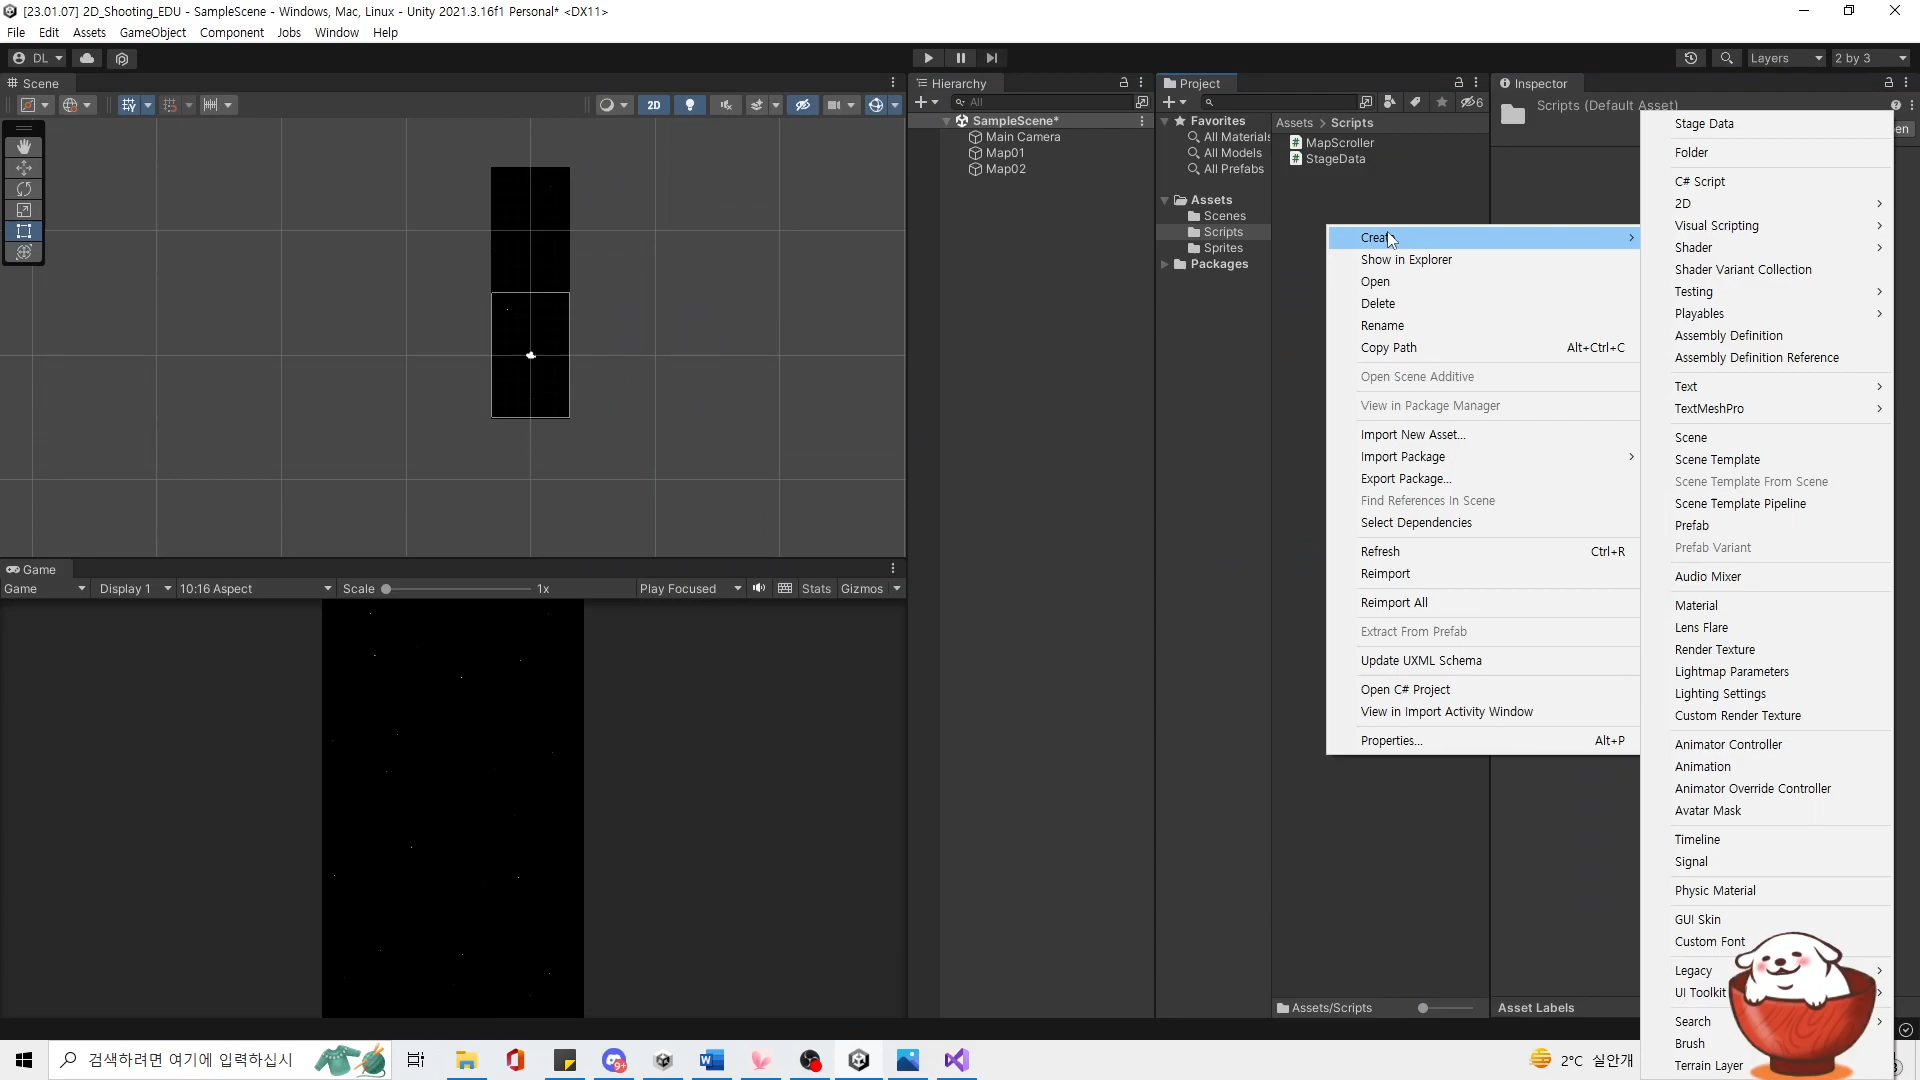 [23.01.07] 2D_Shooting_EDU - SampleScene - Windows, Mac, Linux - Unity 2021.3.16f1 Personal* <DX11>
File Edit Assets GameObject Component Jobs Window Help
DL Layers 2 by 3
Scene
2D
Hierarchy
All
SampleScene*
Main Camera
Map01
Map02
Project
6
Favorites
All Materials
All Models
All Prefabs
Assets
Scenes
Scripts
Sprites
Packages
Assets > Scripts
MapScroller
StageData
Assets/Scripts
Inspector
Scripts (Default Asset)
en
Asset Labels
Create
Show in Explorer
Open
Delete
Rename
Copy Path Alt+Ctrl+C
Open Scene Additive
View in Package Manager
Import New Asset...
Import Package
Export Package...
Find References In Scene
Select Dependencies
Refresh Ctrl+R
Reimport
Reimport All
Extract From Prefab
Update UXML Schema
Open C# Project
View in Import Activity Window
Properties... Alt+P
Stage Data
Folder
C# Script
2D
Visual Scripting
Shader
Shader Variant Collection
Testing
Playables
Assembly Definition
Assembly Definition Reference
Text
TextMeshPro
Scene
Scene Template
Scene Template From Scene
Scene Template Pipeline
Prefab
Prefab Variant
Audio Mixer
Material
Lens Flare
Render Texture
Lightmap Parameters
Lighting Settings
Custom Render Texture
Animator Controller
Animation
Animator Override Controller
Avatar Mask
Timeline
Signal
Physic Material
GUI Skin
Custom Font
Legacy
UI Toolkit
Search
Brush
Terrain Layer
Game
Game Display 1 10:16 Aspect Scale 1x Play Focused Stats Gizmos
검색하려면 여기에 입력하십시
9+
2°C 실안개